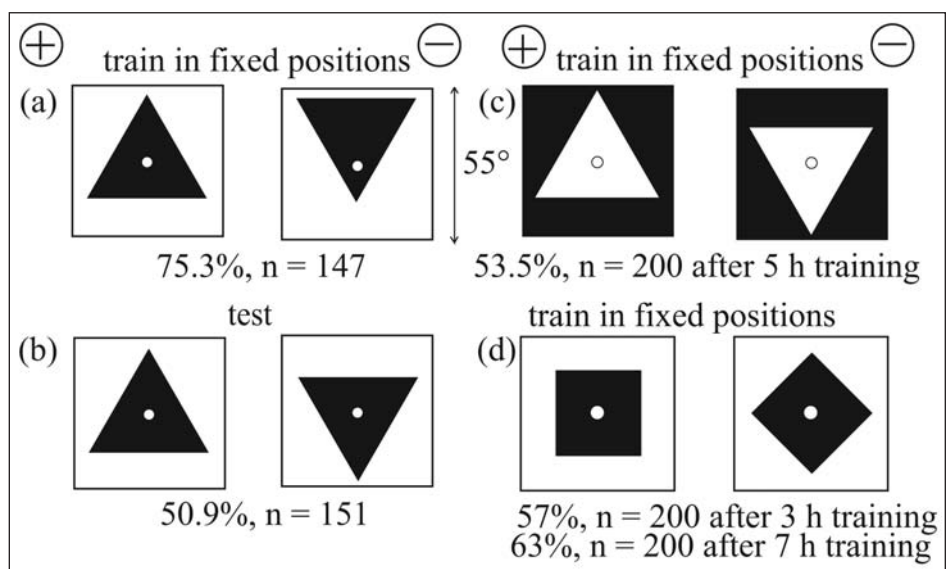 + train in fixed positions −
(a)
55°
75.3%, n = 147
test
(b)
50.9%, n = 151
+ train in fixed positions −
(c)
53.5%, n = 200 after 5 h training
train in fixed positions
(d)
57%, n = 200 after 3 h training
63%, n = 200 after 7 h training